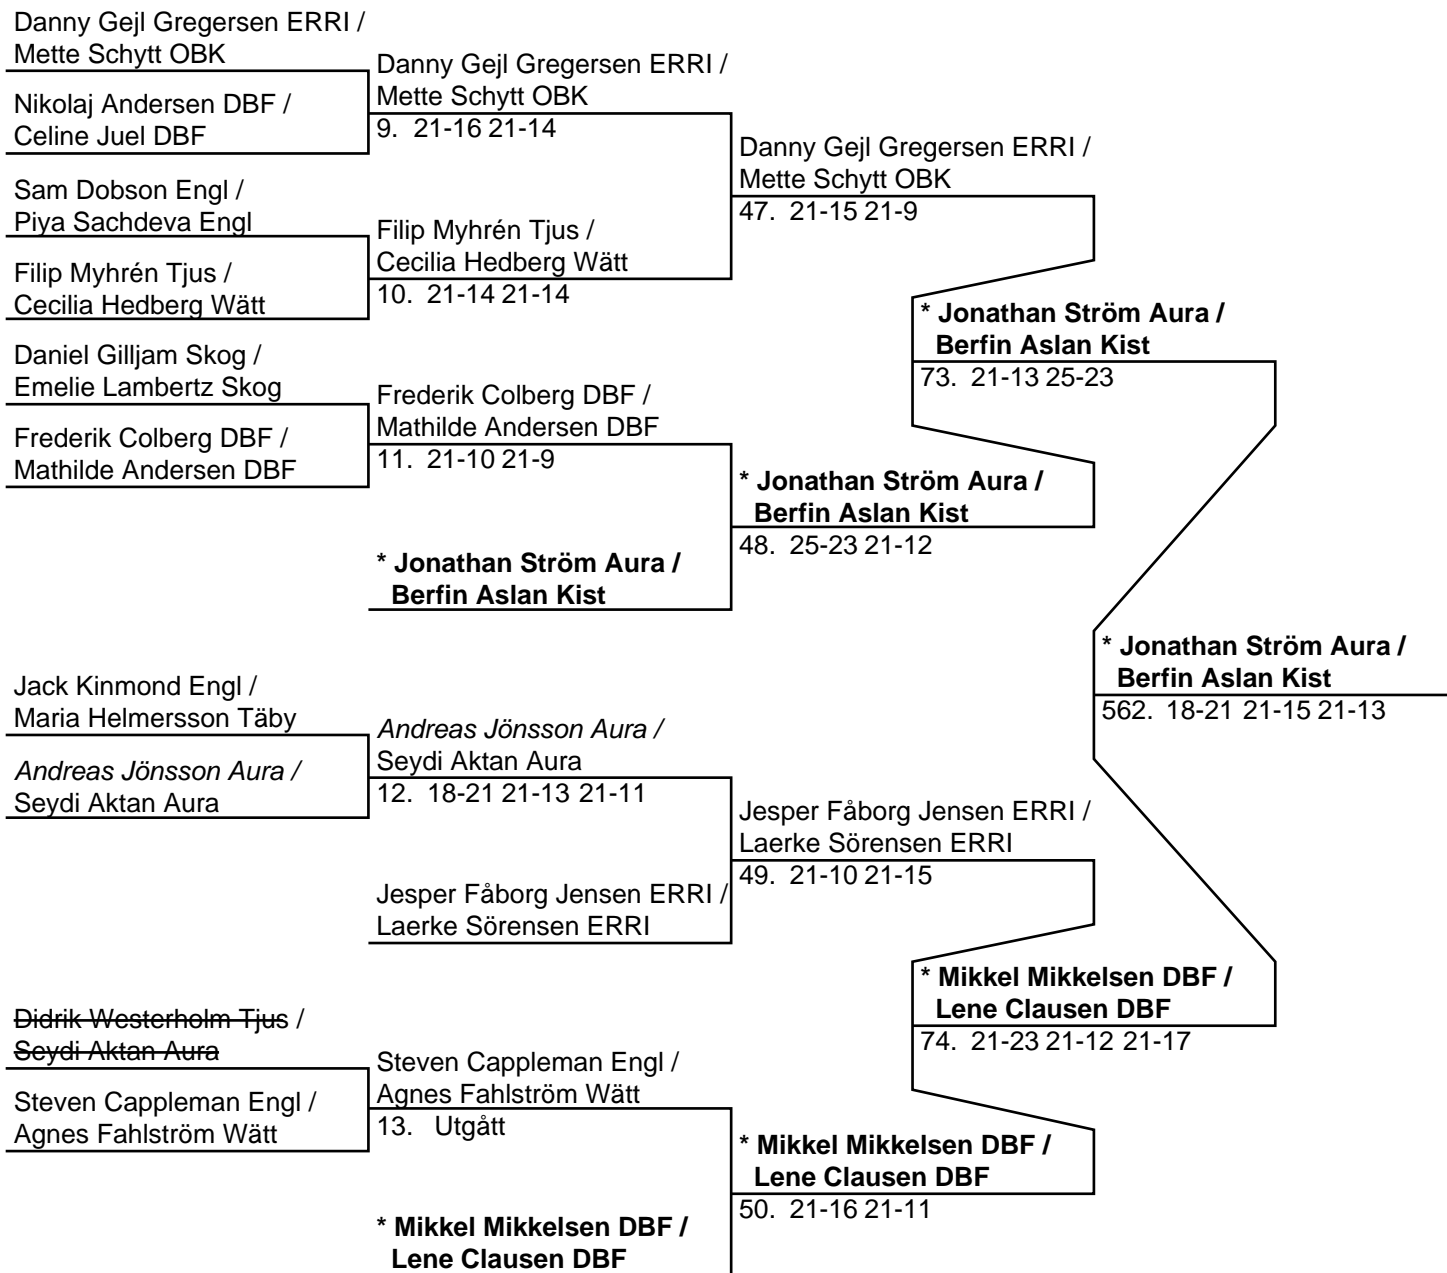 Danny Gejl Gregersen ERRI /
Mette Schytt OBK
Nikolaj Andersen DBF /
Celine Juel DBF
Sam Dobson Engl /
Piya Sachdeva Engl
Filip Myhrén Tjus /
Cecilia Hedberg Wätt
Daniel Gilljam Skog /
Emelie Lambertz Skog
Frederik Colberg DBF /
Mathilde Andersen DBF
Jack Kinmond Engl /
Maria Helmersson Täby
Andreas Jönsson Aura /
Seydi Aktan Aura
Didrik Westerholm Tjus /
Seydi Aktan Aura
Steven Cappleman Engl /
Agnes Fahlström Wätt
Danny Gejl Gregersen ERRI /
Mette Schytt OBK
9. 21-16 21-14
Filip Myhrén Tjus /
Cecilia Hedberg Wätt
10. 21-14 21-14
Frederik Colberg DBF /
Mathilde Andersen DBF
11. 21-10 21-9
* Jonathan Ström Aura /
Berfin Aslan Kist
Andreas Jönsson Aura /
Seydi Aktan Aura
12. 18-21 21-13 21-11
Jesper Fåborg Jensen ERRI /
Laerke Sörensen ERRI
Steven Cappleman Engl /
Agnes Fahlström Wätt
13. Utgått
* Mikkel Mikkelsen DBF /
Lene Clausen DBF
Danny Gejl Gregersen ERRI /
Mette Schytt OBK
47. 21-15 21-9
* Jonathan Ström Aura /
Berfin Aslan Kist
48. 25-23 21-12
Jesper Fåborg Jensen ERRI /
Laerke Sörensen ERRI
49. 21-10 21-15
* Mikkel Mikkelsen DBF /
Lene Clausen DBF
50. 21-16 21-11
* Jonathan Ström Aura /
Berfin Aslan Kist
73. 21-13 25-23
* Mikkel Mikkelsen DBF /
Lene Clausen DBF
74. 21-23 21-12 21-17
* Jonathan Ström Aura /
Berfin Aslan Kist
562. 18-21 21-15 21-13